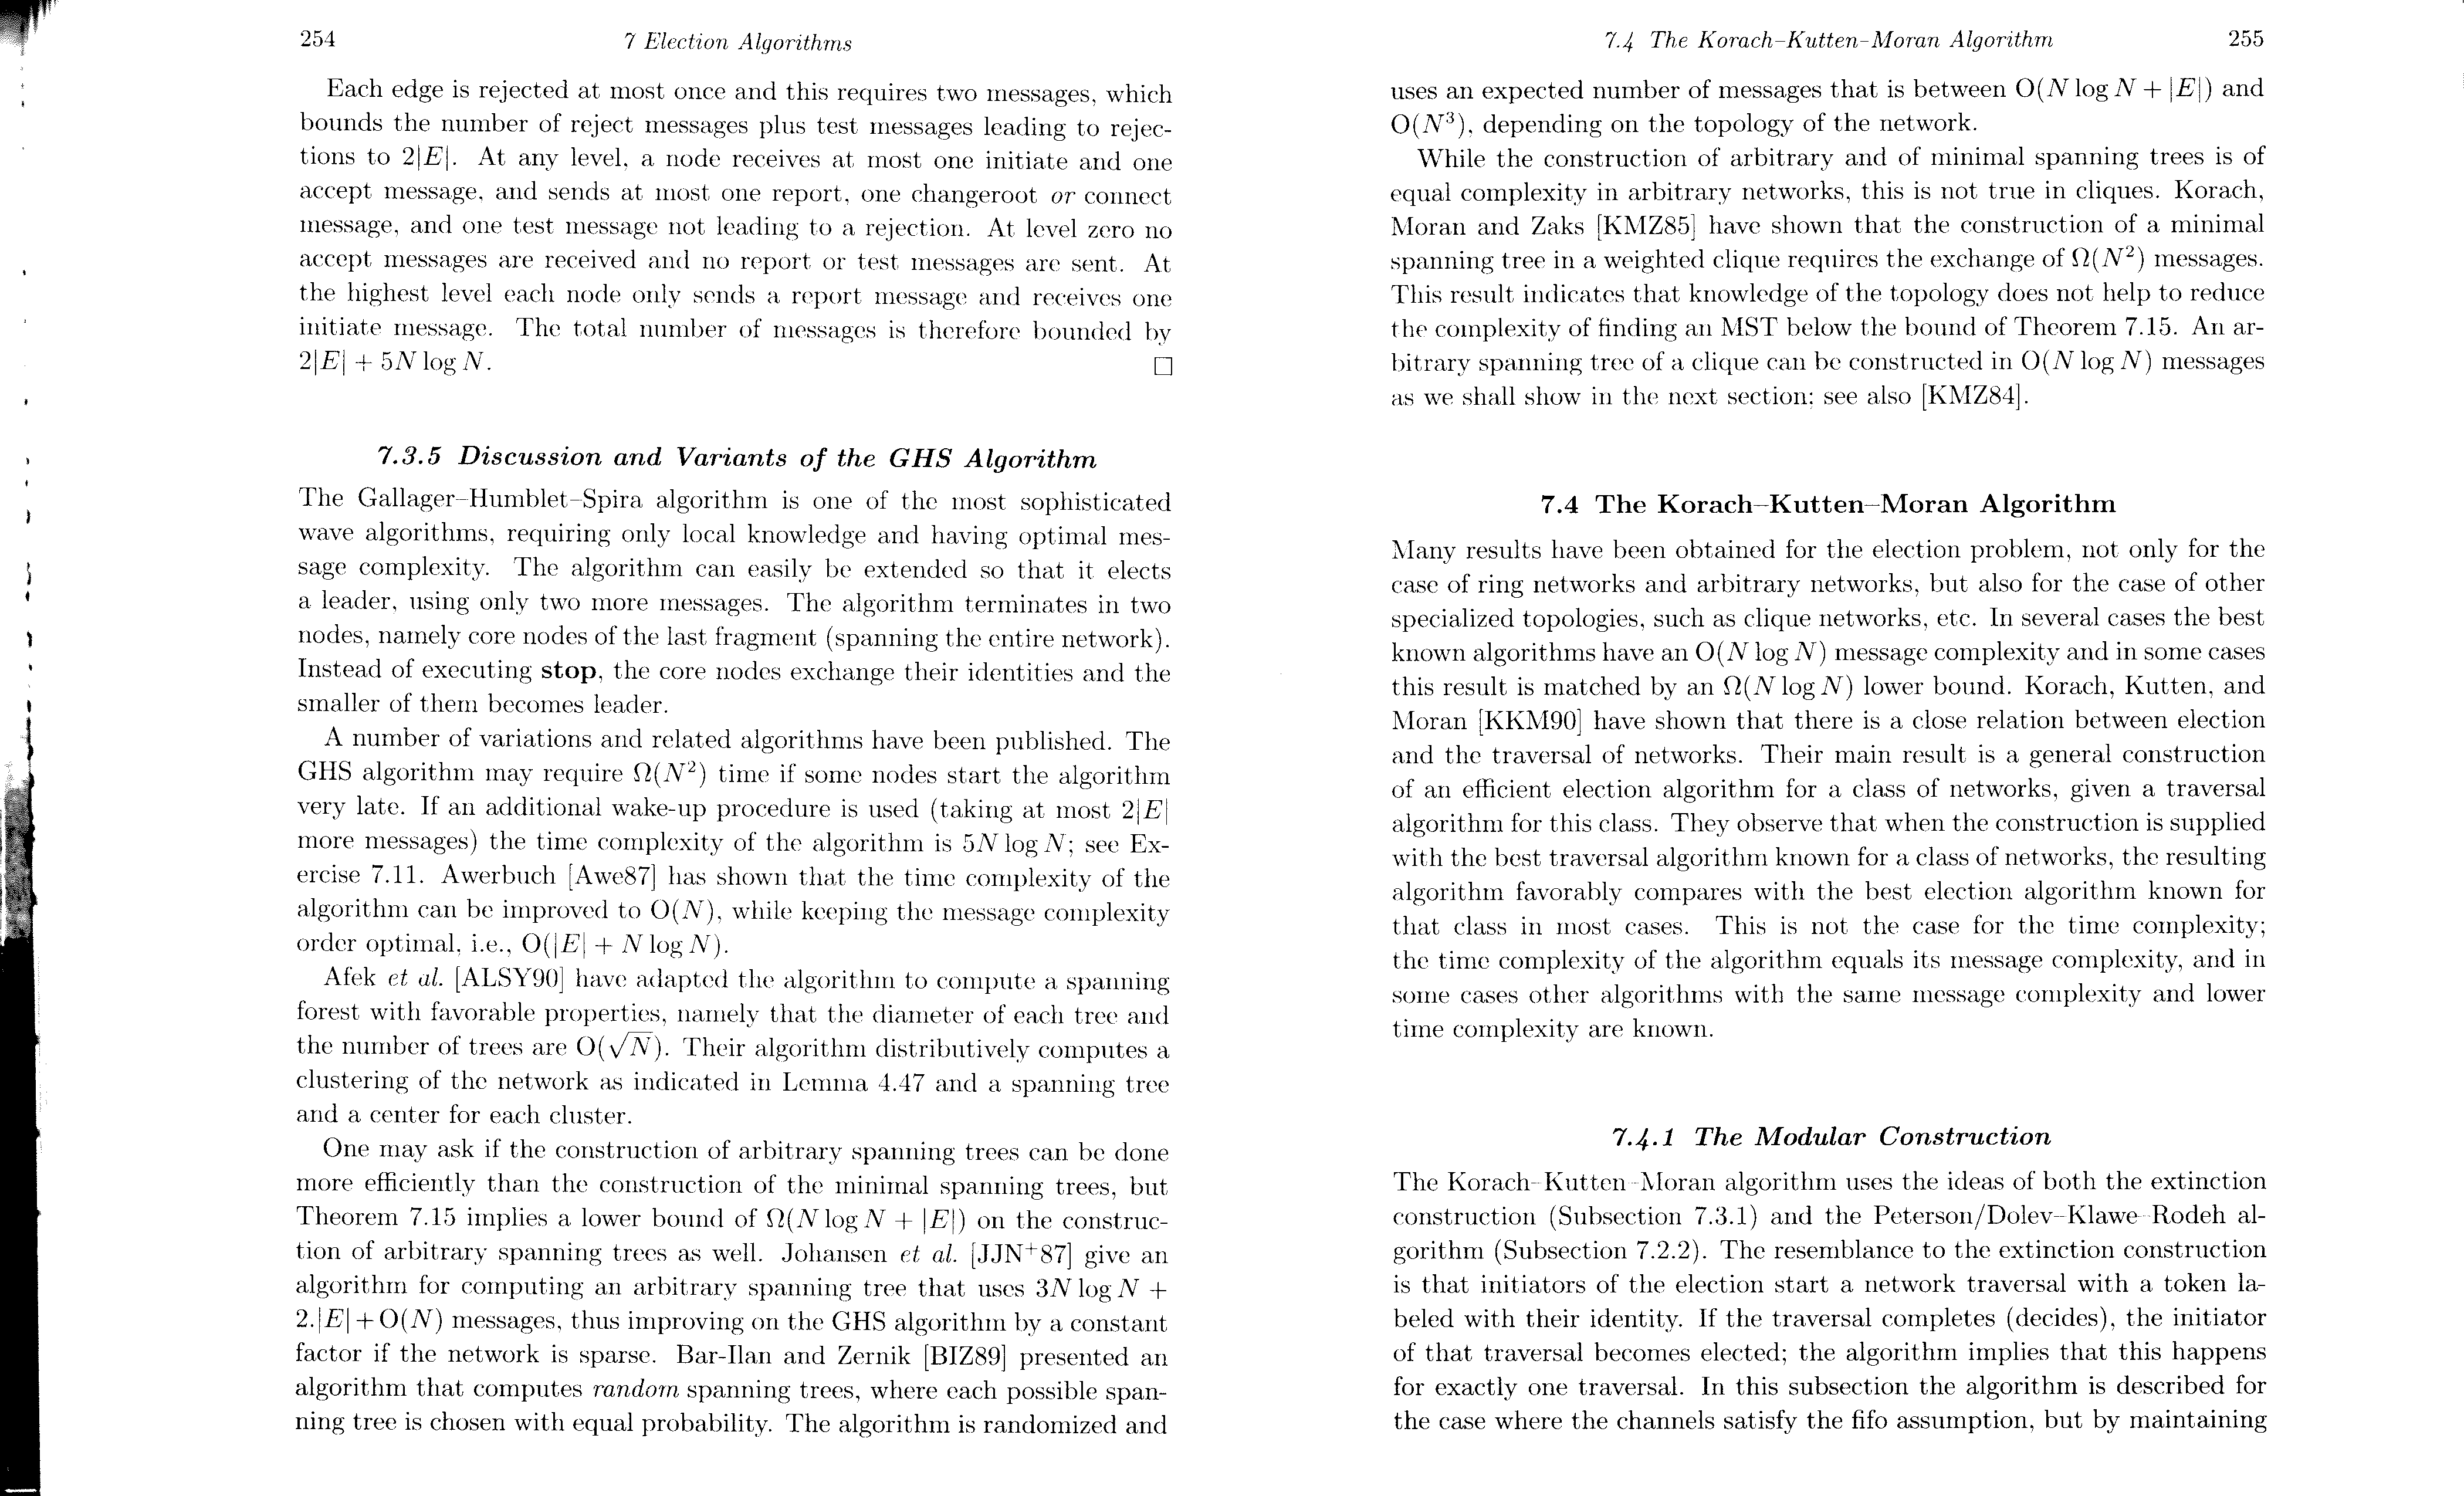 254
7 Election Algorithms
Each edge is rejected at most once and this requires two messages, which
bounds the number of reject messages plus test messages leading to rejec-
tions to 2|E|. At any level, a node receives at most one initiate and one
accept message, and sends at most one report, one changeroot or connect
message, and one test message not leading to a rejection. At level zero no
accept messages are received and no report or test messages are sent. At
the highest level each node only sends a report message and receives one
initiate message. The total number of messages is therefore bounded by
2|E| + 5N log N. □
7.3.5 Discussion and Variants of the GHS Algorithm
The Gallager–Humblet–Spira algorithm is one of the most sophisticated
wave algorithms, requiring only local knowledge and having optimal mes-
sage complexity. The algorithm can easily be extended so that it elects
a leader, using only two more messages. The algorithm terminates in two
nodes, namely core nodes of the last fragment (spanning the entire network).
Instead of executing stop, the core nodes exchange their identities and the
smaller of them becomes leader.
A number of variations and related algorithms have been published. The
GHS algorithm may require Ω(N²) time if some nodes start the algorithm
very late. If an additional wake-up procedure is used (taking at most 2|E|
more messages) the time complexity of the algorithm is 5N log N; see Ex-
ercise 7.11. Awerbuch [Awe87] has shown that the time complexity of the
algorithm can be improved to O(N), while keeping the message complexity
order optimal, i.e., O(|E| + N log N).
Afek et al. [ALSY90] have adapted the algorithm to compute a spanning
forest with favorable properties, namely that the diameter of each tree and
the number of trees are O(√N). Their algorithm distributively computes a
clustering of the network as indicated in Lemma 4.47 and a spanning tree
and a center for each cluster.
One may ask if the construction of arbitrary spanning trees can be done
more efficiently than the construction of the minimal spanning trees, but
Theorem 7.15 implies a lower bound of Ω(N log N + |E|) on the construc-
tion of arbitrary spanning trees as well. Johansen et al. [JJN⁺87] give an
algorithm for computing an arbitrary spanning tree that uses 3N log N +
2.|E| + O(N) messages, thus improving on the GHS algorithm by a constant
factor if the network is sparse. Bar-Ilan and Zernik [BIZ89] presented an
algorithm that computes random spanning trees, where each possible span-
ning tree is chosen with equal probability. The algorithm is randomized and
7.4 The Korach–Kutten–Moran Algorithm
255
uses an expected number of messages that is between O(N log N + |E|) and
O(N³), depending on the topology of the network.
While the construction of arbitrary and of minimal spanning trees is of
equal complexity in arbitrary networks, this is not true in cliques. Korach,
Moran and Zaks [KMZ85] have shown that the construction of a minimal
spanning tree in a weighted clique requires the exchange of Ω(N²) messages.
This result indicates that knowledge of the topology does not help to reduce
the complexity of finding an MST below the bound of Theorem 7.15. An ar-
bitrary spanning tree of a clique can be constructed in O(N log N) messages
as we shall show in the next section; see also [KMZ84].
7.4 The Korach–Kutten–Moran Algorithm
Many results have been obtained for the election problem, not only for the
case of ring networks and arbitrary networks, but also for the case of other
specialized topologies, such as clique networks, etc. In several cases the best
known algorithms have an O(N log N) message complexity and in some cases
this result is matched by an Ω(N log N) lower bound. Korach, Kutten, and
Moran [KKM90] have shown that there is a close relation between election
and the traversal of networks. Their main result is a general construction
of an efficient election algorithm for a class of networks, given a traversal
algorithm for this class. They observe that when the construction is supplied
with the best traversal algorithm known for a class of networks, the resulting
algorithm favorably compares with the best election algorithm known for
that class in most cases. This is not the case for the time complexity;
the time complexity of the algorithm equals its message complexity, and in
some cases other algorithms with the same message complexity and lower
time complexity are known.
7.4.1 The Modular Construction
The Korach–Kutten–Moran algorithm uses the ideas of both the extinction
construction (Subsection 7.3.1) and the Peterson/Dolev–Klawe–Rodeh al-
gorithm (Subsection 7.2.2). The resemblance to the extinction construction
is that initiators of the election start a network traversal with a token la-
beled with their identity. If the traversal completes (decides), the initiator
of that traversal becomes elected; the algorithm implies that this happens
for exactly one traversal. In this subsection the algorithm is described for
the case where the channels satisfy the fifo assumption, but by maintaining